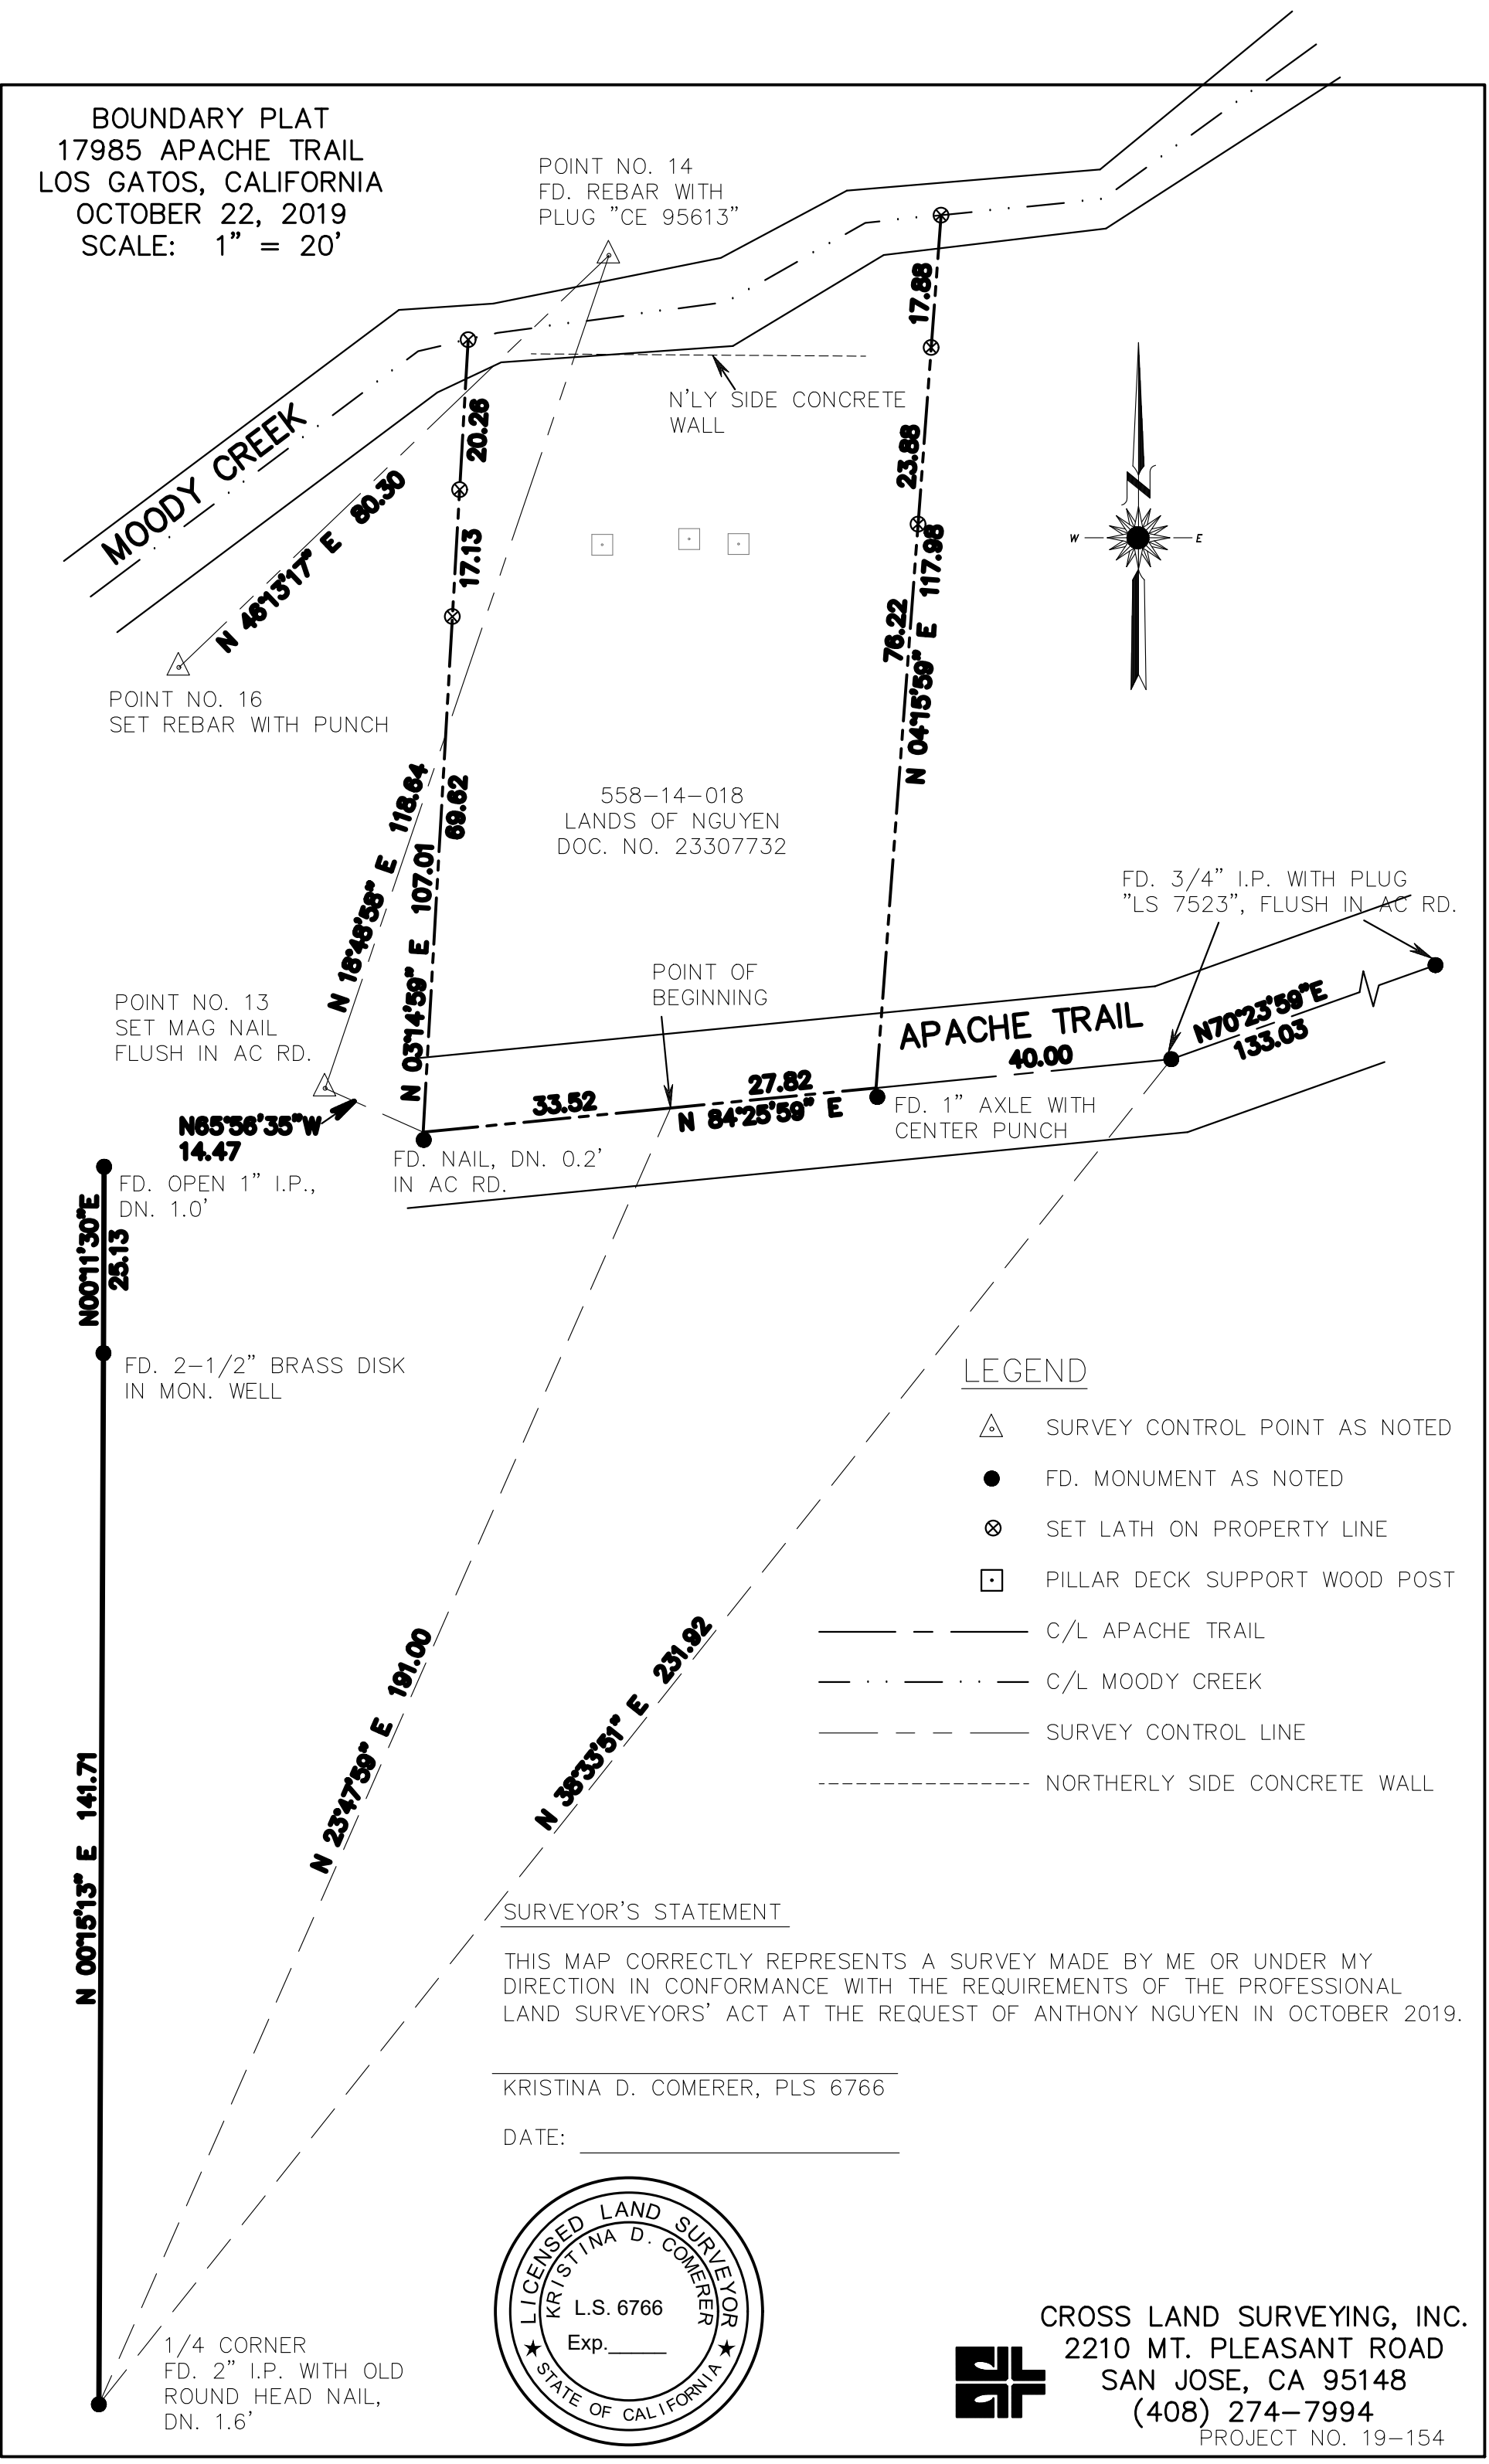 BOUNDARY PLAT
17985 APACHE TRAIL
LOS GATOS, CALIFORNIA
OCTOBER 22, 2019
SCALE: 1" = 20'
POINT NO. 14
FD. REBAR WITH
PLUG "CE 95613"
17.88
N'LY SIDE CONCRETE
WALL
MOODY CREEK
20.26
23.88
N 46°13'17" E 80.30
17.13
N
W
E
POINT NO. 16
SET REBAR WITH PUNCH
76.22
N 04°15'59" E 117.98
N 18°48'58" E 118.64
69.62
N 03°14'59" E 107.01
558-14-018
LANDS OF NGUYEN
DOC. NO. 23307732
FD. 3/4" I.P. WITH PLUG
"LS 7523", FLUSH IN AC RD.
POINT OF
BEGINNING
POINT NO. 13
SET MAG NAIL
FLUSH IN AC RD.
APACHE TRAIL
40.00
N70°23'59"E
133.03
33.52
27.82
N 84°25'59" E
FD. 1" AXLE WITH
CENTER PUNCH
N65°56'35"W
14.47
FD. NAIL, DN. 0.2'
IN AC RD.
FD. OPEN 1" I.P.,
DN. 1.0'
N00°11'30"E
25.13
FD. 2-1/2" BRASS DISK
IN MON. WELL
N 00°15'13" E 141.71
N 23°47'59" E 191.00
N 38°33'51" E 231.92
LEGEND
SURVEY CONTROL POINT AS NOTED
FD. MONUMENT AS NOTED
SET LATH ON PROPERTY LINE
PILLAR DECK SUPPORT WOOD POST
C/L APACHE TRAIL
C/L MOODY CREEK
SURVEY CONTROL LINE
NORTHERLY SIDE CONCRETE WALL
SURVEYOR'S STATEMENT
THIS MAP CORRECTLY REPRESENTS A SURVEY MADE BY ME OR UNDER MY
DIRECTION IN CONFORMANCE WITH THE REQUIREMENTS OF THE PROFESSIONAL
LAND SURVEYORS' ACT AT THE REQUEST OF ANTHONY NGUYEN IN OCTOBER 2019.
KRISTINA D. COMERER, PLS 6766
DATE:
LICENSED LAND SURVEYOR
KRISTINA D. COMERER
L.S. 6766
Exp.
STATE OF CALIFORNIA
1/4 CORNER
FD. 2" I.P. WITH OLD
ROUND HEAD NAIL,
DN. 1.6'
CROSS LAND SURVEYING, INC.
2210 MT. PLEASANT ROAD
SAN JOSE, CA 95148
(408) 274-7994
PROJECT NO. 19-154